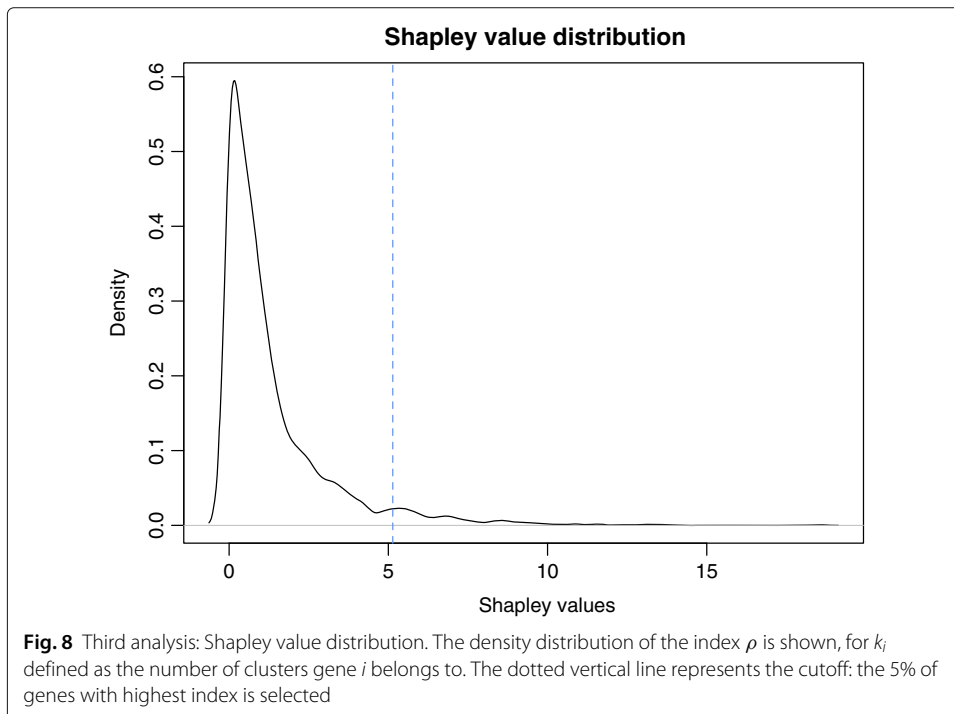 Shapley value distribution
0.6
0.5
0.4
0.3
0.2
0.1
0.0
Density
0 5 10 15
Shapley values
Fig. 8 Third analysis: Shapley value distribution. The density distribution of the index ρ is shown, for kᵢ
defined as the number of clusters gene i belongs to. The dotted vertical line represents the cutoff: the 5% of
genes with highest index is selected